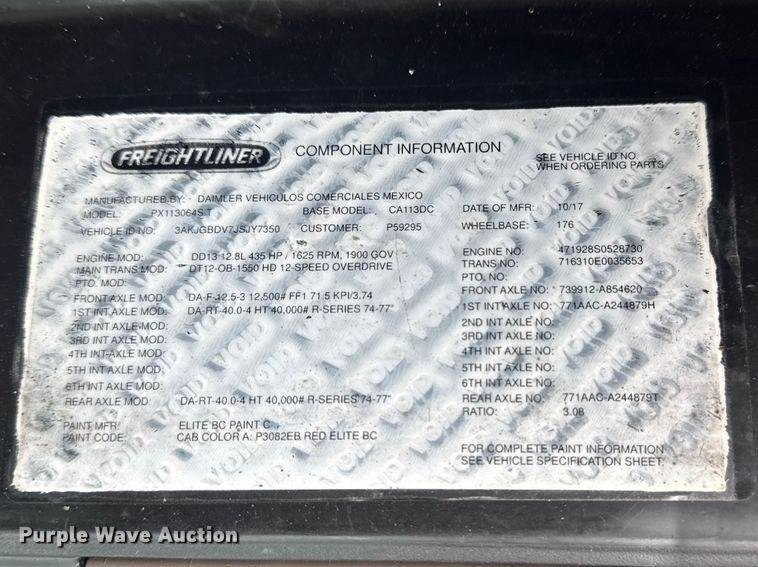 FREIGHTLINER
COMPONENT INFORMATION
SEE VEHICLE ID NO.
WHEN ORDERING PARTS
MANUFACTURED BY: DAIMLER VEHICULOS COMERCIALES MEXICO
MODEL: PX113064S T BASE MODEL: CA113DC DATE OF MFR: 10/17
VEHICLE ID NO: 3AKJGBDV7JSJY7350 CUSTOMER: P59295 WHEELBASE: 176
ENGINE MOD: DD13 12.8L 435 HP / 1625 RPM, 1900 GOV ENGINE NO: 471928S0528730
MAIN TRANS MOD: DT12-OB-1550 HD 12-SPEED OVERDRIVE TRANS NO: 716310E0035653
PTO. MOD: PTO. NO:
FRONT AXLE MOD: DA-F-12.5-3 12,500# FF1 71.5 KPI/3.74 FRONT AXLE NO: 739912-A854620
1ST INT AXLE MOD: DA-RT-40.0-4 HT 40,000# R-SERIES 74-77" 1ST INT AXLE NO: 771AAC-A244879H
2ND INT AXLE MOD: 2ND INT AXLE NO:
3RD INT AXLE MOD: 3RD INT AXLE NO:
4TH INT-AXLE MOD: 4TH INT AXLE NO:
5TH INT AXLE MOD: 5TH INT AXLE NO:
6TH INT AXLE MOD: 6TH INT AXLE NO:
REAR AXLE MOD: DA-RT-40.0-4 HT 40,000# R-SERIES 74-77" REAR AXLE NO: 771AAC-A244879T
RATIO: 3.08
PAINT MFR: ELITE BC PAINT C
PAINT CODE: CAB COLOR A: P3082EB RED ELITE BC
FOR COMPLETE PAINT INFORMATION
SEE VEHICLE SPECIFICATION SHEET.
Purple Wave Auction